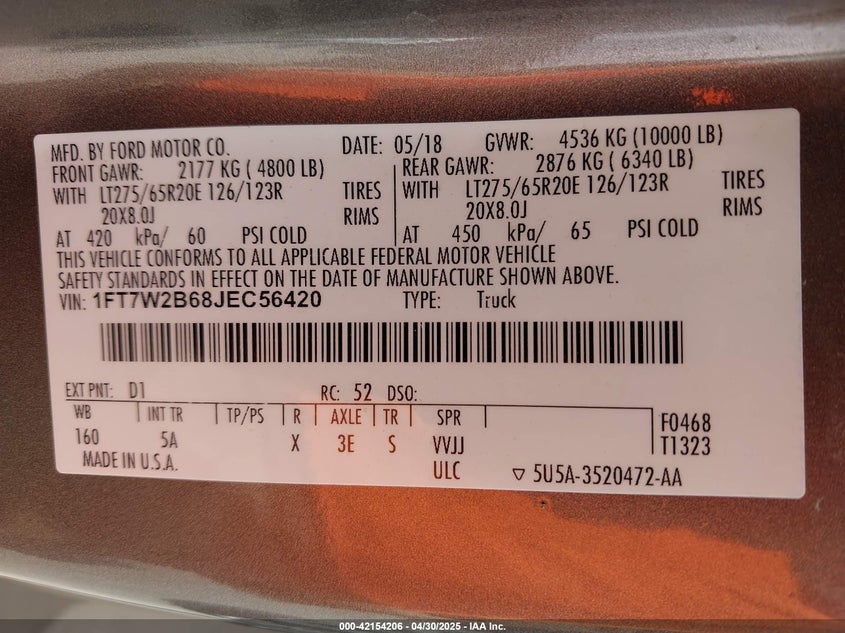 MFD. BY FORD MOTOR CO. DATE: 05/18 GVWR: 4536 KG (10000 LB)
FRONT GAWR: 2177 KG ( 4800 LB) REAR GAWR: 2876 KG ( 6340 LB)
WITH LT275/65R20E 126/123R TIRES WITH LT275/65R20E 126/123R TIRES
20X8.0J RIMS 20X8.0J RIMS
AT 420 kPa/ 60 PSI COLD AT 450 kPa/ 65 PSI COLD
THIS VEHICLE CONFORMS TO ALL APPLICABLE FEDERAL MOTOR VEHICLE
SAFETY STANDARDS IN EFFECT ON THE DATE OF MANUFACTURE SHOWN ABOVE.
VIN: 1FT7W2B68JEC56420 TYPE: Truck
EXT PNT: D1 RC: 52 DSO:
WB INT TR TP/PS R AXLE TR SPR F0468
160 5A X 3E S VVJJ T1323
MADE IN U.S.A. ULC ▽ 5U5A-3520472-AA
000-42154206 - 04/30/2025 - IAA Inc.